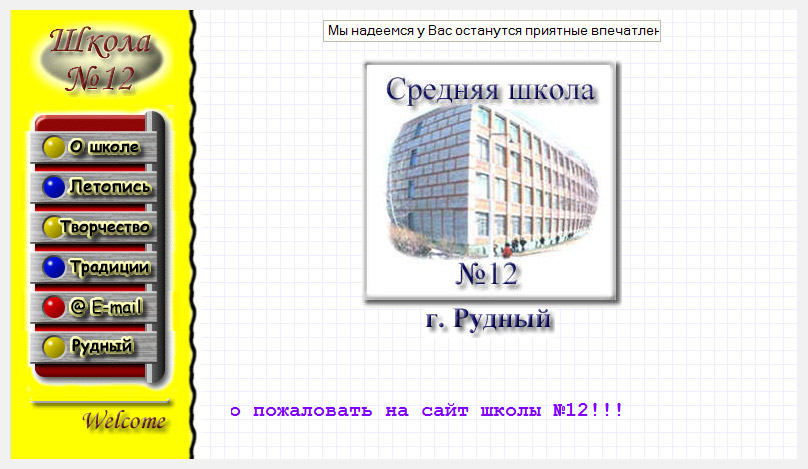 Школа
№12
О школе
Летопись
Творчество
Традиции
@ E-mail
Рудный
Welcome
Мы надеемся у Вас останутся приятные впечатлен
Средняя школа
№12
г. Рудный
о пожаловать на сайт школы №12!!!